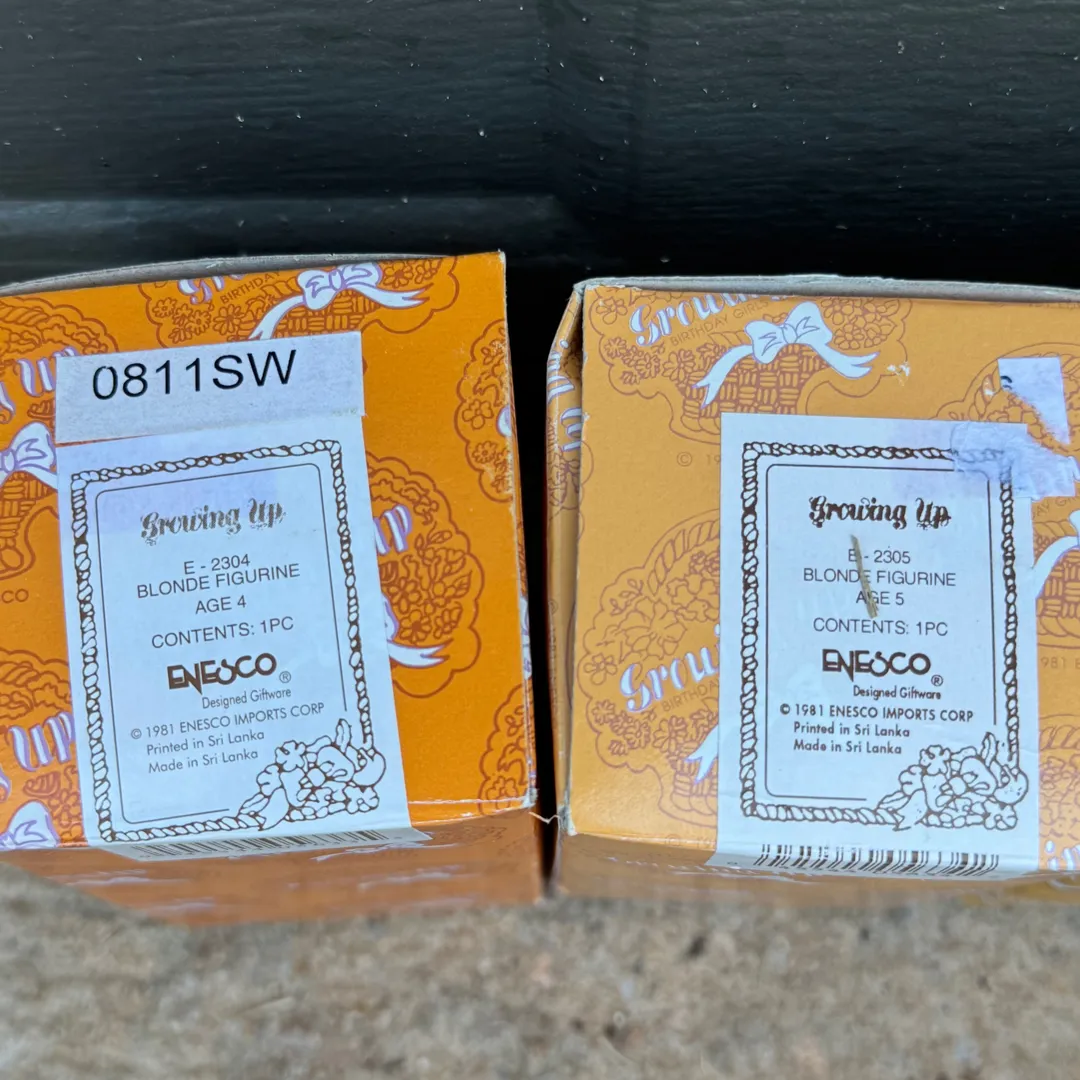 0811SW
Growing Up
E - 2304
BLONDE FIGURINE
AGE 4
CONTENTS: 1PC
ENESCO®
Designed Giftware
© 1981 ENESCO IMPORTS CORP
Printed in Sri Lanka
Made in Sri Lanka
Growing Up
E - 2305
BLONDE FIGURINE
AGE 5
CONTENTS: 1PC
ENESCO®
Designed Giftware
© 1981 ENESCO IMPORTS CORP
Printed in Sri Lanka
Made in Sri Lanka